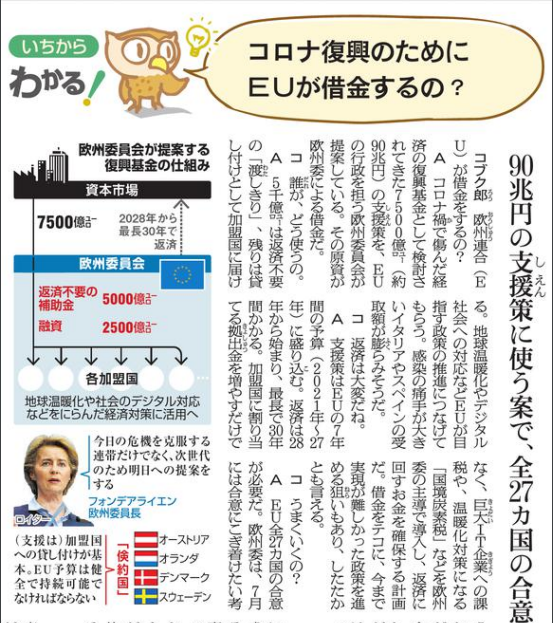 いちから
わかる!
コロナ復興のために
EUが借金するの?
90兆円の支援策に使う案で、全27カ国の合意
しえん
コブク郎　欧州連合(E
U)が借金をするの?
A　コロナ禍で傷んだ経
済の復興基金として検討さ
れてきた7500億ユーロ(約
90兆円)の支援策を、EU
の行政を担う欧州委員会が
提案している。その原資が
欧州委による借金だ。
コ　誰が、どう使うの。
A　5千億ユーロは返済不要
の「渡しきり」、残りは貸
し付けとして加盟国に届け
る。地球温暖化やデジタル
社会への対応などEUが目
指す政策の推進につなげて
もらう。感染の痛手が大き
いイタリアやスペインの受
取額が膨らみそうだ。
コ　返済は大変だね。
A　支援策はEUの7年
間の予算(2021年〜27
年)に盛り込む。返済は28
年から始まり、最長で30年
間かかる。加盟国に割り当
てる拠出金を増やすだけで
なく、巨大IT企業への課
税や、温暖化対策になる
「国境炭素税」などを欧州
委の主導で導入し、返済に
回すお金を確保する計画
だ。借金をテコに、今まで
実現が難しかった政策を進
める狙いもあり、したたか
とも言える。
コ　うまくいくの?
A　EU全27カ国の合意
が必要だ。欧州委は、7月
には合意にこぎ着けたい考
欧州委員会が提案する
復興基金の仕組み
資本市場
7500億ユーロ
2028年から
最長30年で
返済
欧州委員会
返済不要の
補助金
5000億ユーロ
融資　2500億ユーロ
各加盟国
地球温暖化や社会のデジタル対応
などをにらんだ経済対策に活用へ
今日の危機を克服する
連帯だけでなく、次世代
のため明日への提案を
する
フォンデアライエン
欧州委員長
ロイター
(支援は)加盟国
への貸し付けが基
本。EU予算は健
全で持続可能で
なければならない
「倹約国」
オーストリア
オランダ
デンマーク
スウェーデン